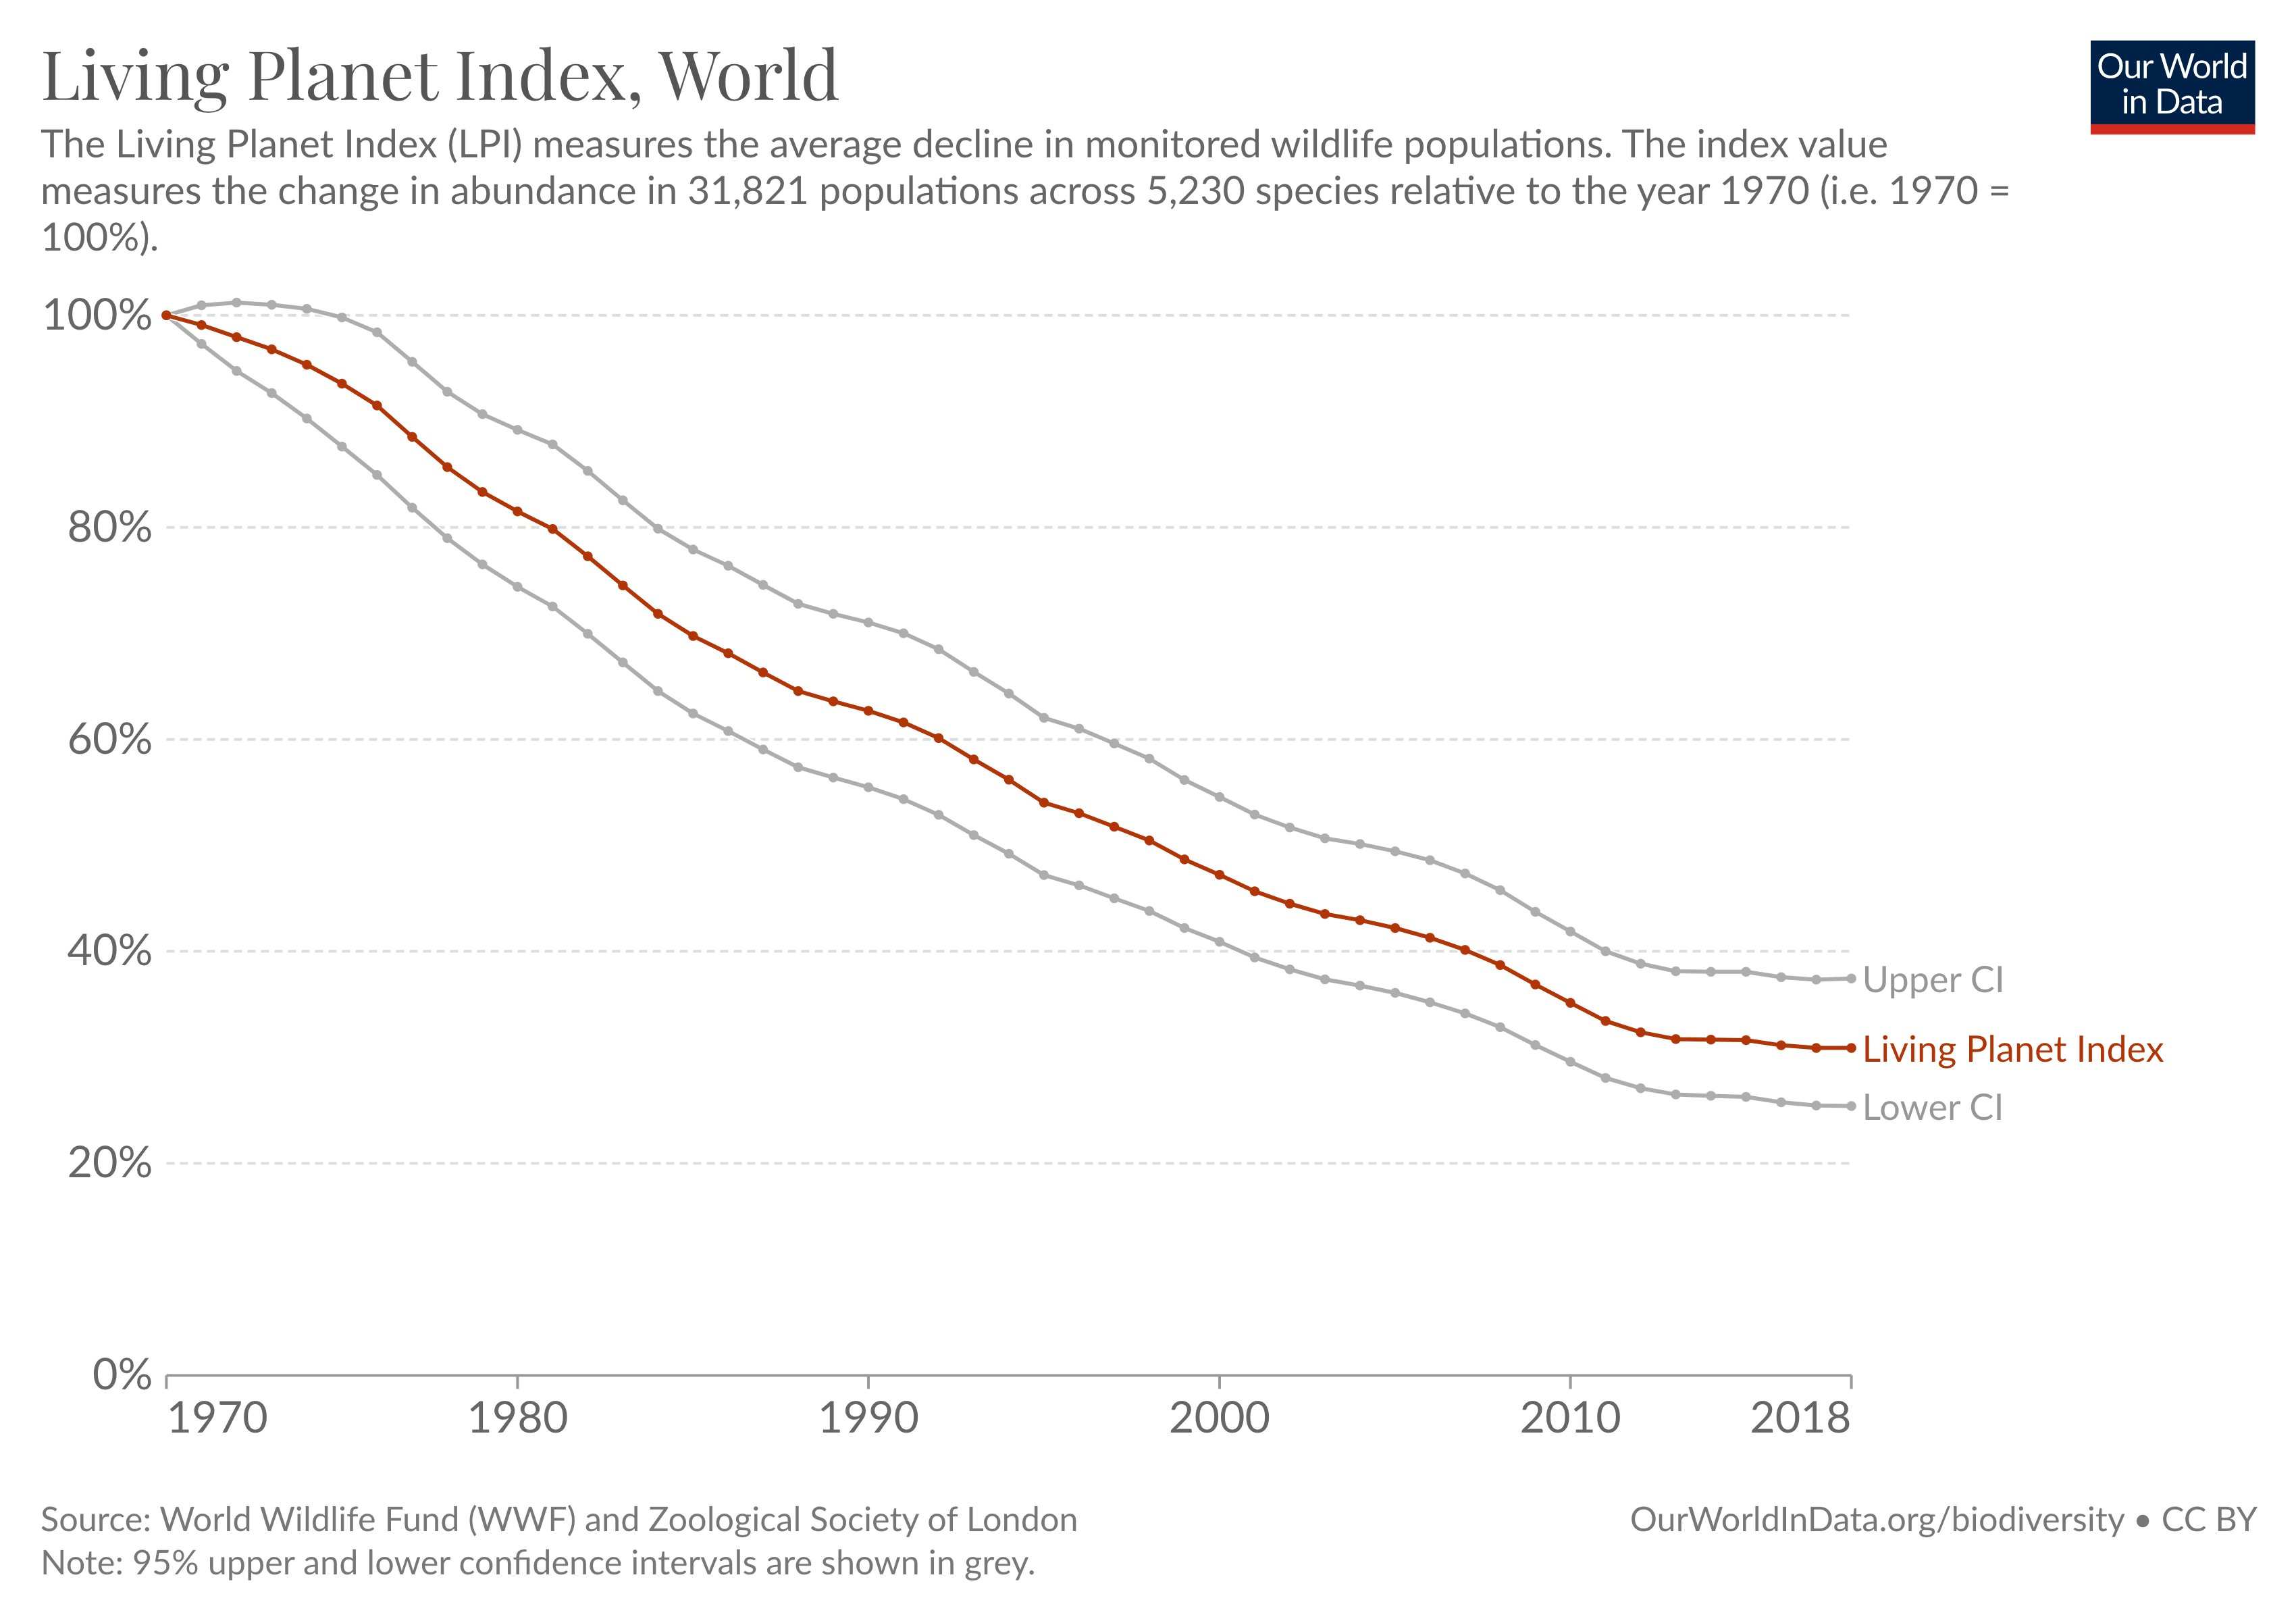 Living Planet Index, World
Our World
in Data
The Living Planet Index (LPI) measures the average decline in monitored wildlife populations. The index value
measures the change in abundance in 31,821 populations across 5,230 species relative to the year 1970 (i.e. 1970 =
100%).
100%
80%
60%
40%
Upper CI
Living Planet Index
Lower CI
20%
0%
1970 1980 1990 2000 2010 2018
Source: World Wildlife Fund (WWF) and Zoological Society of London
Note: 95% upper and lower confidence intervals are shown in grey.
OurWorldInData.org/biodiversity • CC BY